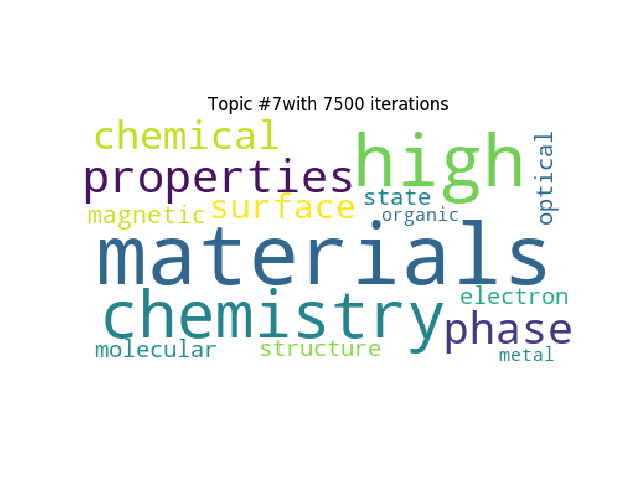 Topic #7with 7500 iterations
chemical
high
optical
properties
state
surface
organic
magnetic
materials
chemistry
electron
phase
molecular
structure
metal